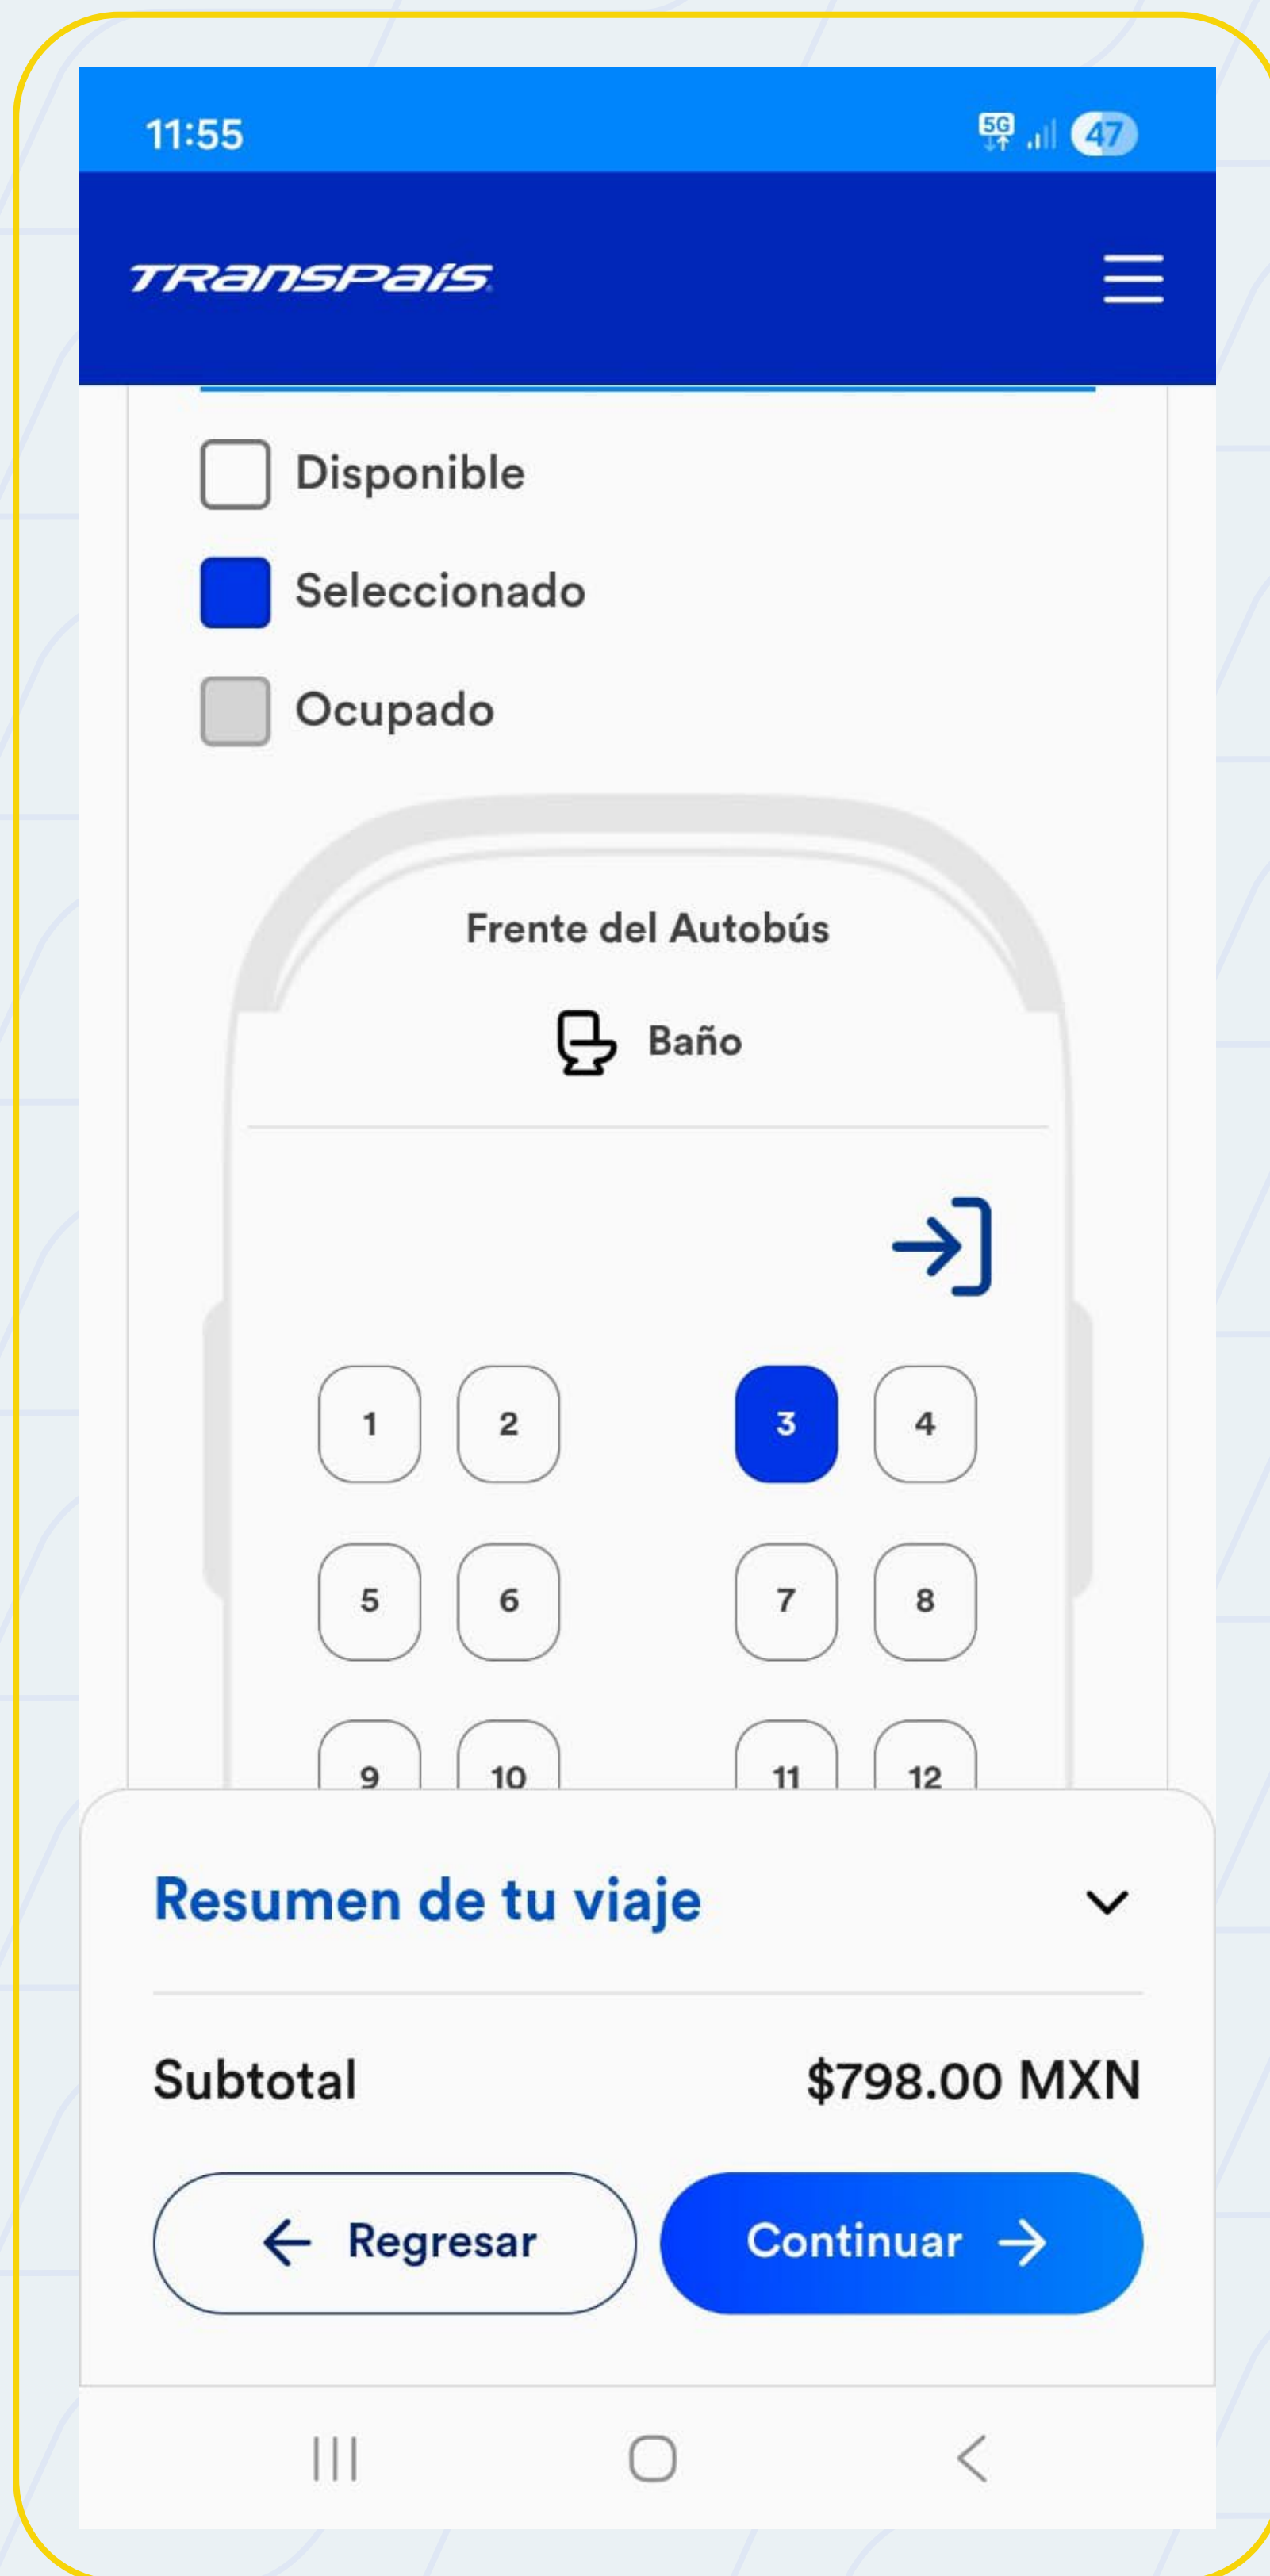 11:55
5G
47
TRANSPAÍS
Disponible
Seleccionado
Ocupado
Frente del Autobús
Baño
1 2 3 4
5 6 7 8
9 10 11 12
Resumen de tu viaje
Subtotal $798.00 MXN
Regresar Continuar